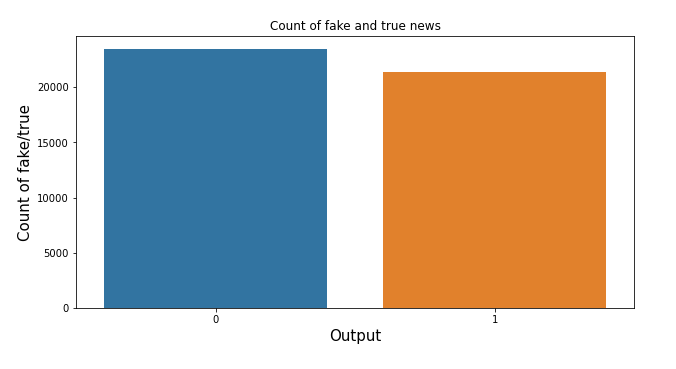 Count of fake and true news
Count of fake/true
20000
15000
10000
5000
0
0 1
Output